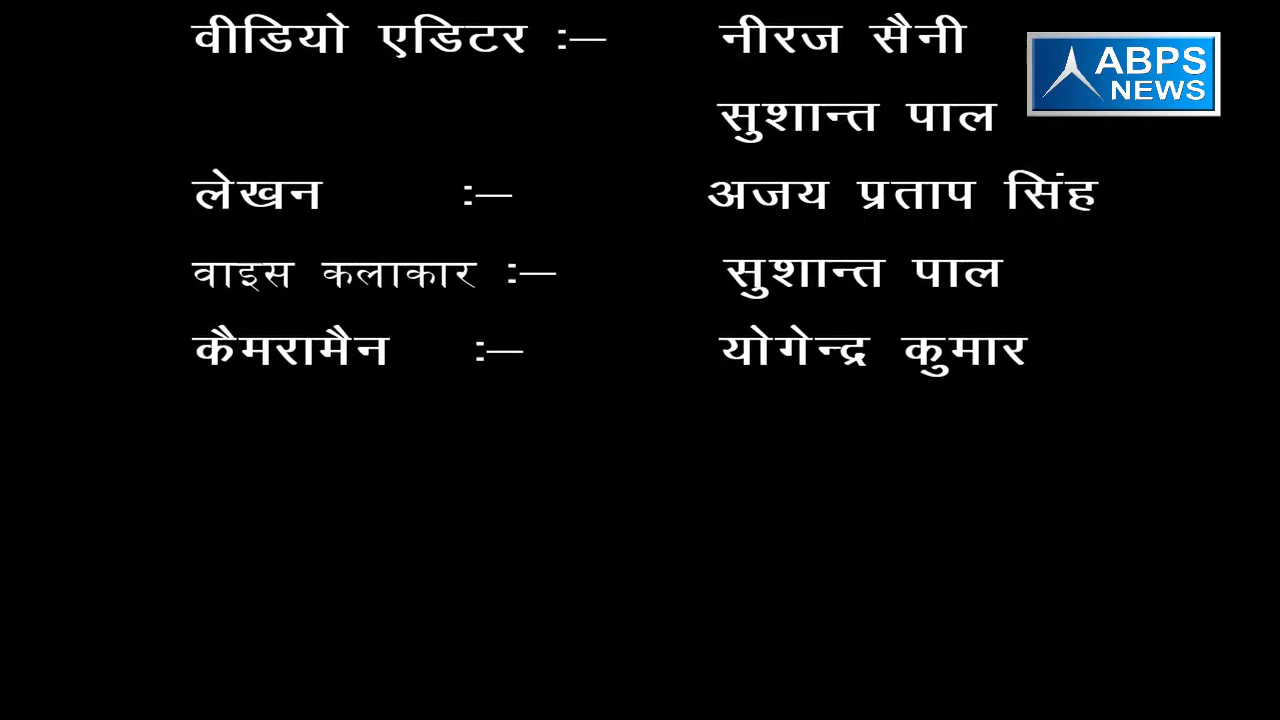 वीडियो एडिटर :— नीरज सैनी
ABPS
NEWS
सुशान्त पाल
लेखन :— अजय प्रताप सिंह
वाइस कलाकार :— सुशान्त पाल
कैमरामैन :— योगेन्द्र कुमार